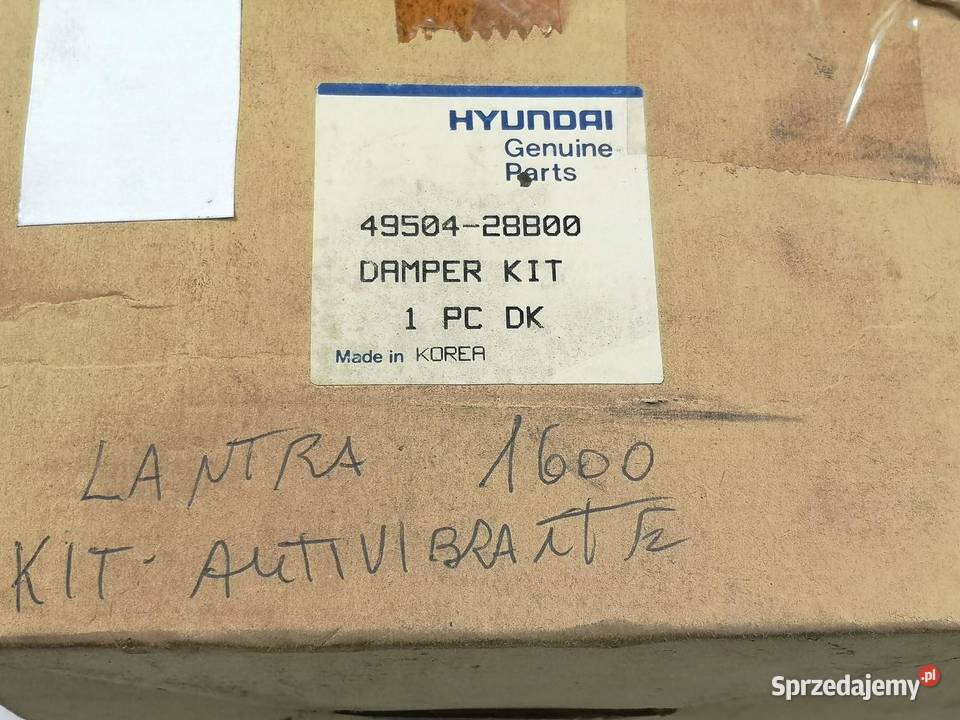 HYUNDAI
Genuine
Parts
49504-28B00
DAMPER KIT
1 PC DK
Made in KOREA
LANTRA 1600
KIT- ANTIVIBRANTE
Sprzedajemy.pl